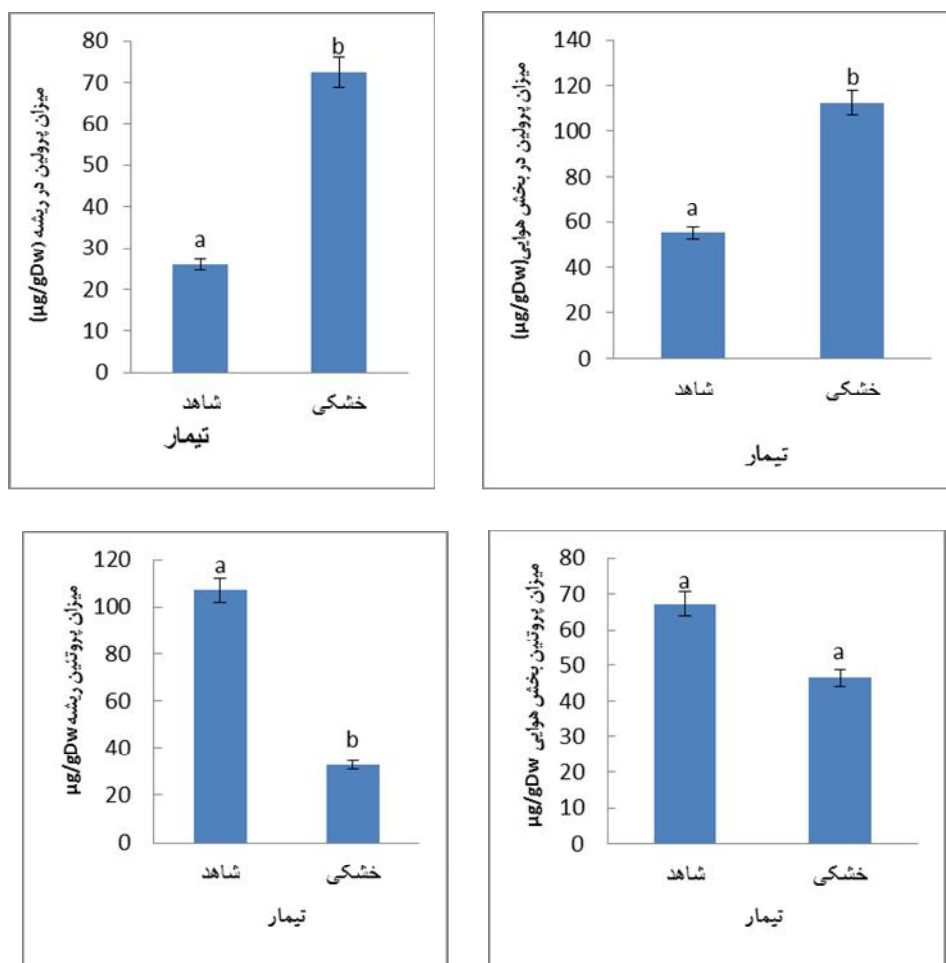 میزان پرولین در ریشه (µg/gDw)
80
70
60
50
40
30
20
10
0
a
b
شاهد خشکی
تیمار
میزان پرولین در بخش هوایی(µg/gDw)
140
120
100
80
60
40
20
0
a
b
شاهد خشکی
تیمار
میزان پروتئین ریشه µg/gDw
120
100
80
60
40
20
0
a
b
شاهد خشکی
تیمار
میزان پروتئین بخش هوایی µg/gDw
80
70
60
50
40
30
20
10
0
a
a
شاهد خشکی
تیمار